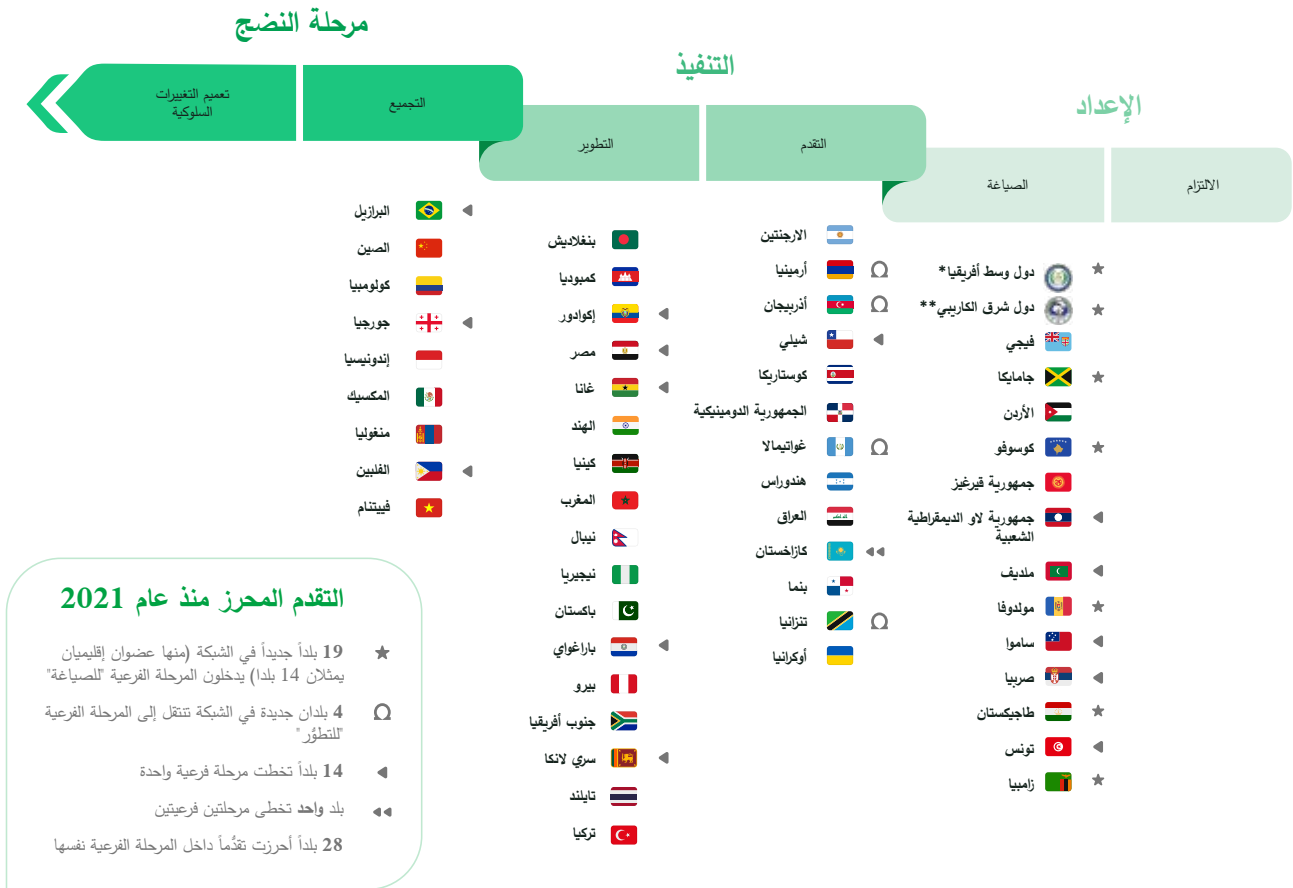 مرحلة النضج
التنفيذ
الإعداد
تعميم التغييرات
السلوكية
التجميع
التطوير
التقدم
الصياغة
الالتزام
دول وسط أفريقيا*
دول شرق الكاريبي**
فيجي
جامايكا
الأردن
كوسوفو
جمهورية قيرغيز
جمهورية لاو الديمقراطية
الشعبية
ملديف
مولدوفا
ساموا
صربيا
طاجيكستان
تونس
زامبيا
الارجنتين
أرمينيا
أذربيجان
شيلي
كوستاريكا
الجمهورية الدومينيكية
غواتيمالا
هندوراس
العراق
كازاخستان
بنما
تنزانيا
أوكرانيا
بنغلاديش
كمبوديا
إكوادور
مصر
غانا
الهند
كينيا
المغرب
نيبال
نيجيريا
باكستان
باراغواي
بيرو
جنوب أفريقيا
سري لانكا
تايلند
تركيا
البرازيل
الصين
كولومبيا
جورجيا
إندونيسيا
المكسيك
منغوليا
الفلبين
فييتنام
التقدم المحرز منذ عام 2021
19 بلداً جديداً في الشبكة (منها عضوان إقليميان
يمثلان 14 بلدا) يدخلون المرحلة الفرعية "للصياغة"
Ω 4 بلدان جديدة في الشبكة تنتقل إلى المرحلة الفرعية
"للتطوُّر"
14 بلداً تخطت مرحلة فرعية واحدة
بلد واحد تخطى مرحلتين فرعيتين
28 بلداً أحرزت تقدُّماً داخل المرحلة الفرعية نفسها